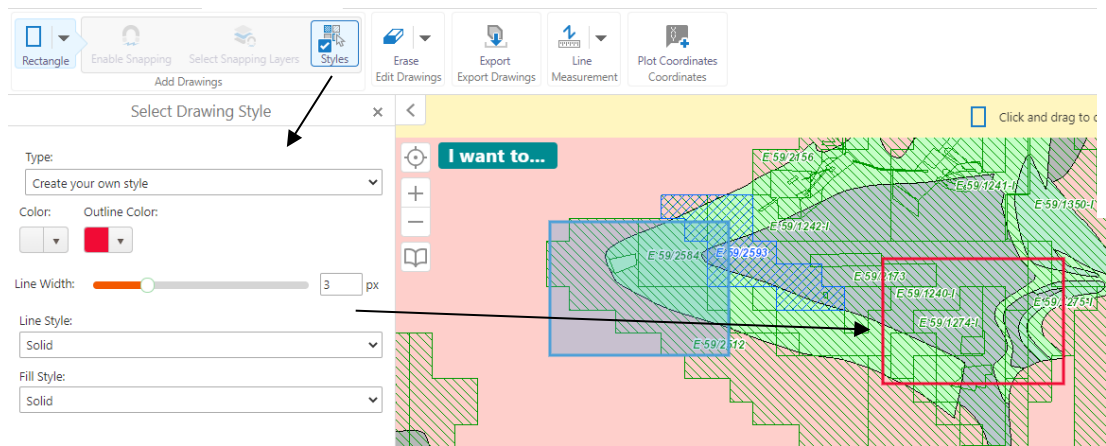 Rectangle
Enable Snapping
Select Snapping Layers
Styles
Add Drawings
Erase
Edit Drawings
Export
Export Drawings
Line
Measurement
Plot Coordinates
Coordinates
Select Drawing Style
Click and drag to
Type:
Create your own style
Color:
Outline Color:
Line Width:
3
px
Line Style:
Solid
Fill Style:
Solid
I want to...
E 59/2156
E 59/1241-I
E 59/1350-I
E 59/1242-I
E 59/2584
E 59/2593
E 59/2173
E 59/1240-I
E 59/1274-I
E 59/2512